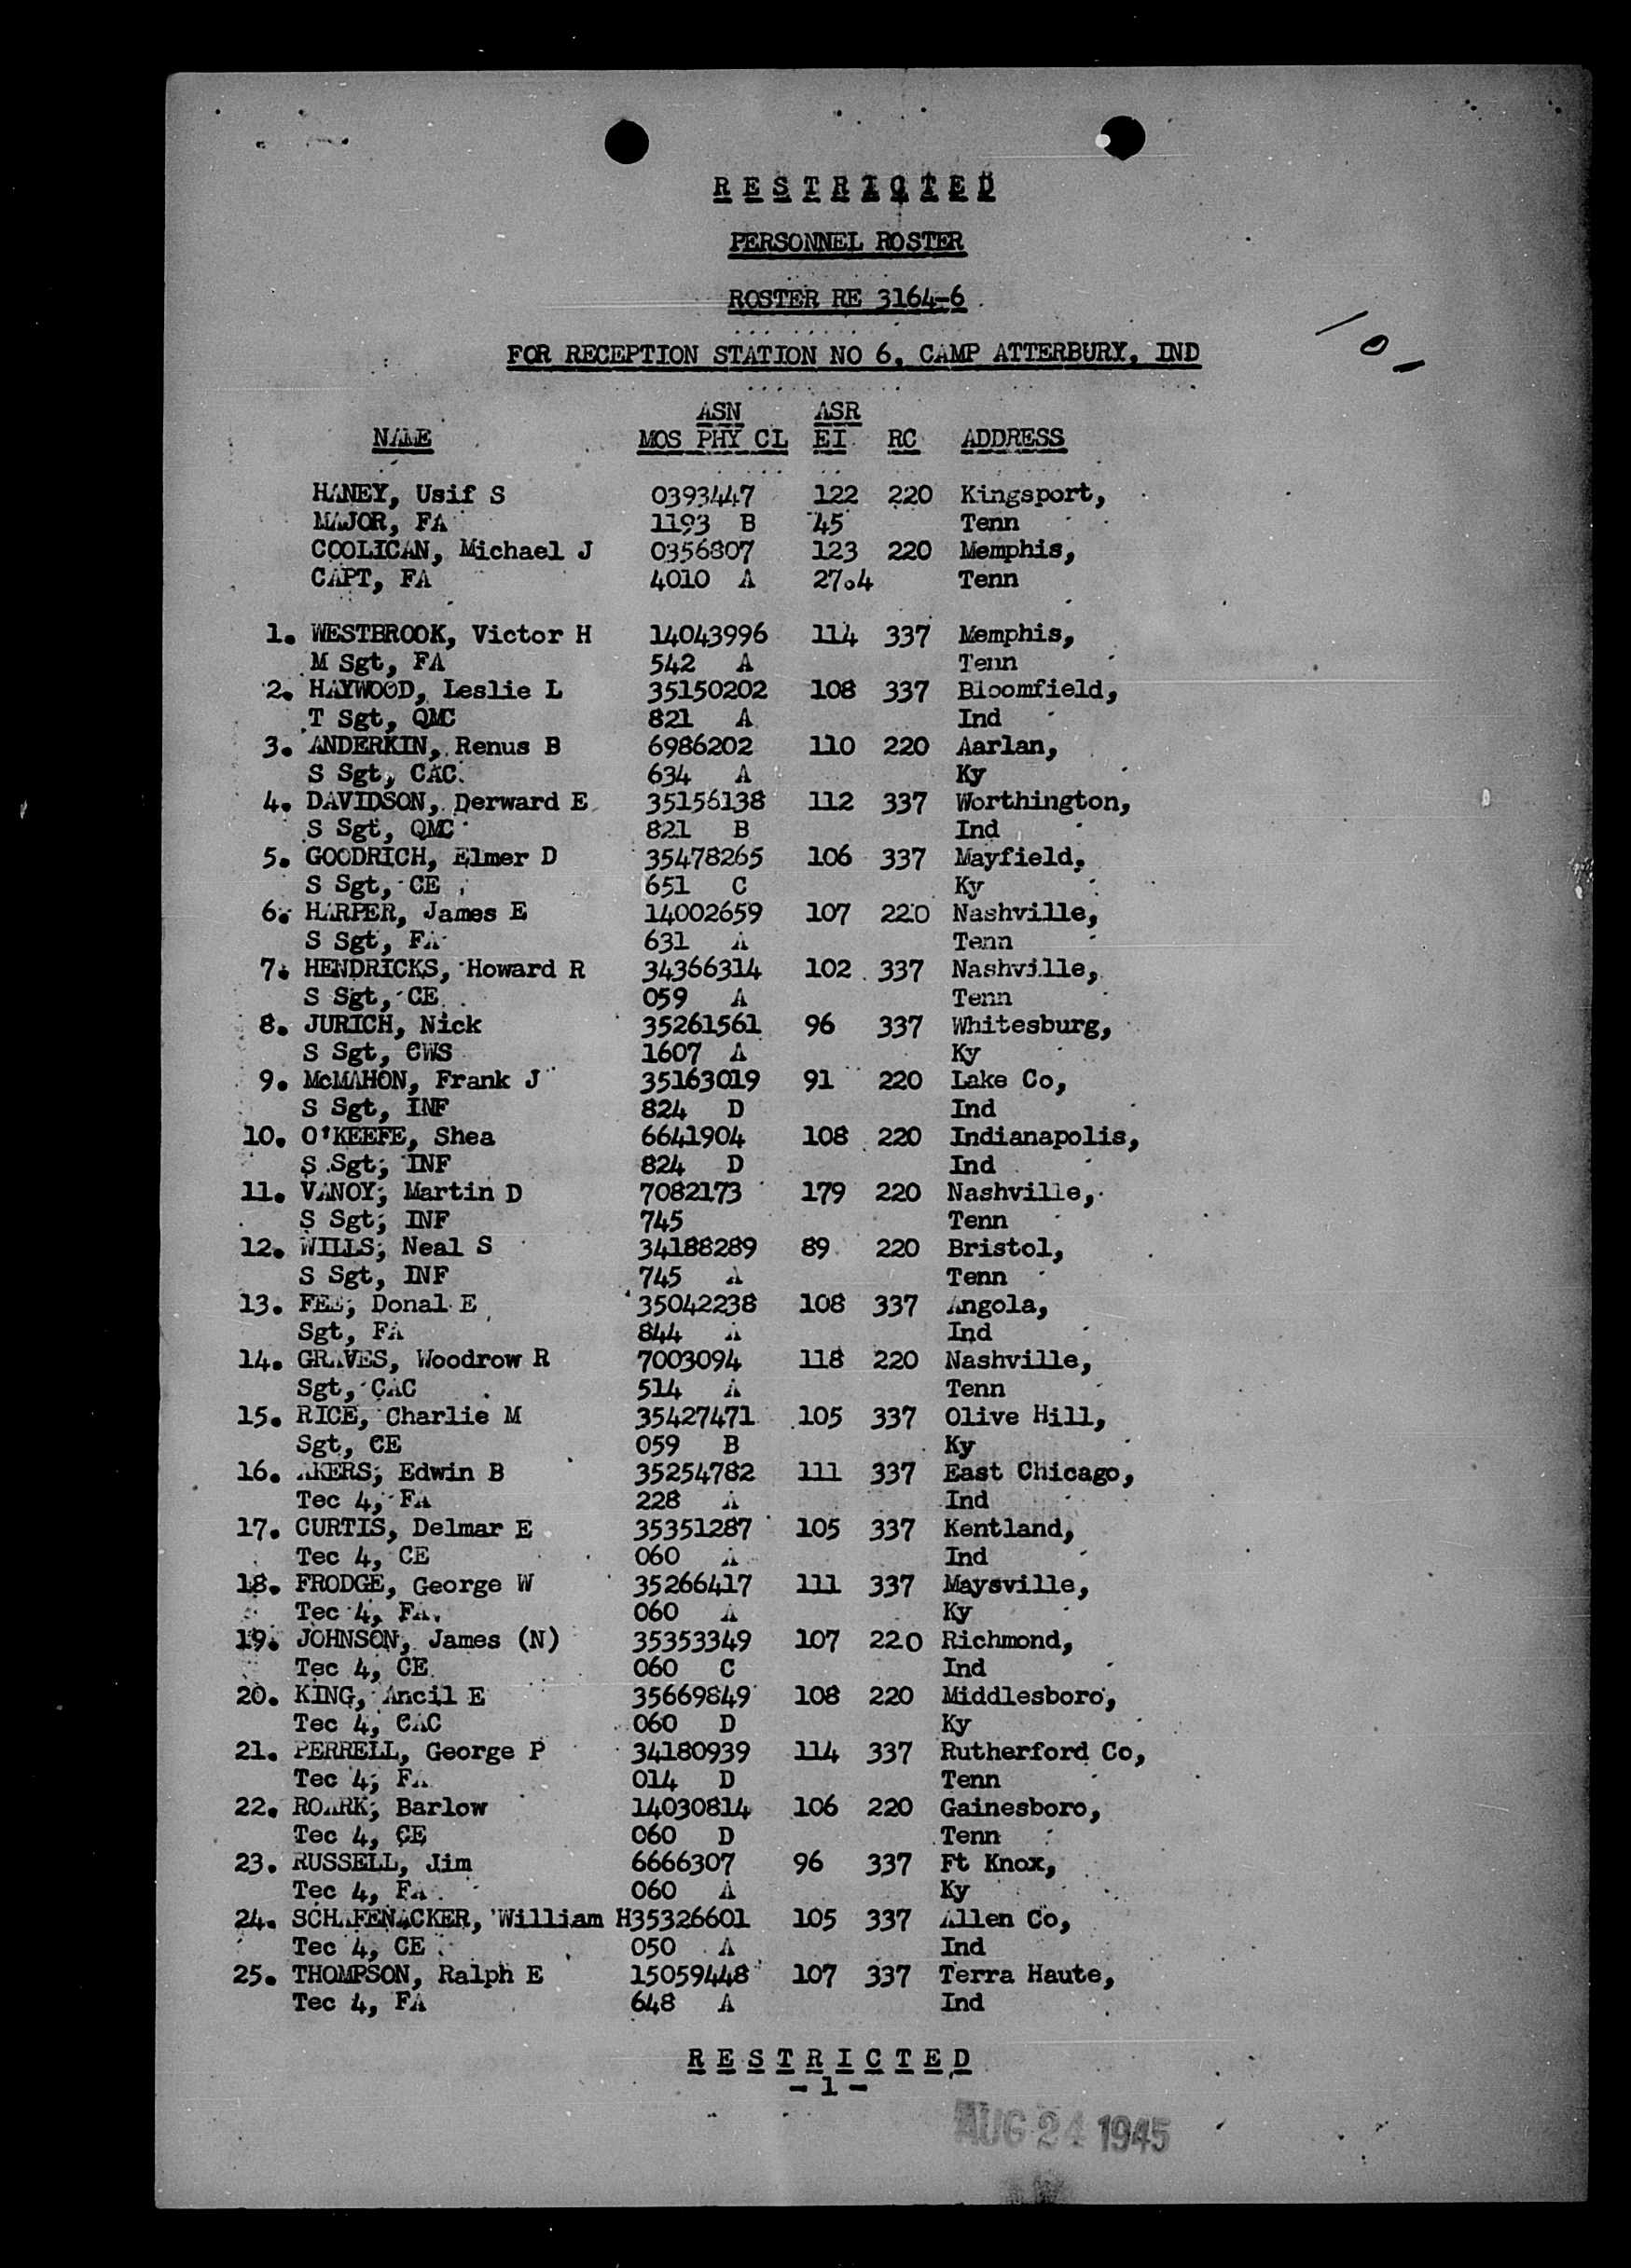 RESTRICTED
PERSONNEL ROSTER
ROSTER RE 3164-6
101
FOR RECEPTION STATION NO 6, CAMP ATTERBURY, IND
ASN ASR
NAME MOS PHY CL EI RC ADDRESS
HANEY, Usif S 0393447 122 220 Kingsport,
MAJOR, FA 1193 B 45 Tenn
COOLICAN, Michael J 0356807 123 220 Memphis,
CAPT, FA 4010 A 27.4 Tenn
1. WESTBROOK, Victor H 14043996 114 337 Memphis,
M Sgt, FA 542 A Tenn
2. HAYWOOD, Leslie L 35150202 108 337 Bloomfield,
T Sgt, QMC 821 A Ind
3. ANDERKIN, Renus B 6986202 110 220 Aarlan,
S Sgt, CAC 634 A Ky
4. DAVIDSON, Derward E 35156138 112 337 Worthington,
S Sgt, QMC 821 B Ind
5. GOODRICH, Elmer D 35478265 106 337 Mayfield,
S Sgt, CE 651 C Ky
6. HARPER, James E 14002659 107 220 Nashville,
S Sgt, FA 631 A Tenn
7. HENDRICKS, Howard R 34366314 102 337 Nashville,
S Sgt, CE 059 A Tenn
8. JURICH, Nick 35261561 96 337 Whitesburg,
S Sgt, CWS 1607 A Ky
9. McMAHON, Frank J 35163019 91 220 Lake Co,
S Sgt, INF 824 D Ind
10. O'KEEFE, Shea 6641904 108 220 Indianapolis,
S Sgt, INF 824 D Ind
11. VANOY, Martin D 7082173 179 220 Nashville,
S Sgt, INF 745 Tenn
12. WILLS, Neal S 34188289 89 220 Bristol,
S Sgt, INF 745 A Tenn
13. FEE, Donal E 35042238 108 337 Angola,
Sgt, FA 844 A Ind
14. GRAVES, Woodrow R 7003094 118 220 Nashville,
Sgt, CAC 514 A Tenn
15. RICE, Charlie M 35427471 105 337 Olive Hill,
Sgt, CE 059 B Ky
16. AKERS, Edwin B 35254782 111 337 East Chicago,
Tec 4, FA 228 A Ind
17. CURTIS, Delmar E 35351287 105 337 Kentland,
Tec 4, CE 060 A Ind
18. FRODGE, George W 35266417 111 337 Maysville,
Tec 4, FA 060 A Ky
19. JOHNSON, James (N) 35353349 107 220 Richmond,
Tec 4, CE 060 C Ind
20. KING, Ancil E 35669849 108 220 Middlesboro,
Tec 4, CAC 060 D Ky
21. PERRELL, George P 34180939 114 337 Rutherford Co,
Tec 4, FA 014 D Tenn
22. ROARK, Barlow 14030814 106 220 Gainesboro,
Tec 4, CE 060 D Tenn
23. RUSSELL, Jim 6666307 96 337 Ft Knox,
Tec 4, FA 060 A Ky
24. SCHAFENACKER, William H35326601 105 337 Allen Co,
Tec 4, CE 050 A Ind
25. THOMPSON, Ralph E 15059448 107 337 Terra Haute,
Tec 4, FA 648 A Ind
RESTRICTED
- 1 -
AUG 24 1945